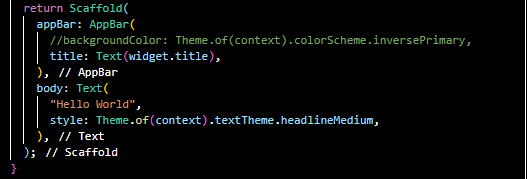 return Scaffold(
appBar: AppBar(
//backgroundColor: Theme.of(context).colorScheme.inversePrimary,
title: Text(widget.title),
), // AppBar
body: Text(
"Hello World",
style: Theme.of(context).textTheme.headlineMedium,
), // Text
); // Scaffold
}